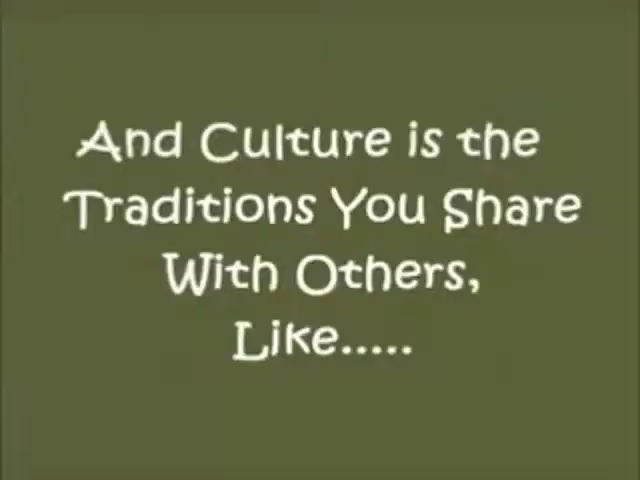 And Culture is the
Traditions You Share
With Others,
Like.....